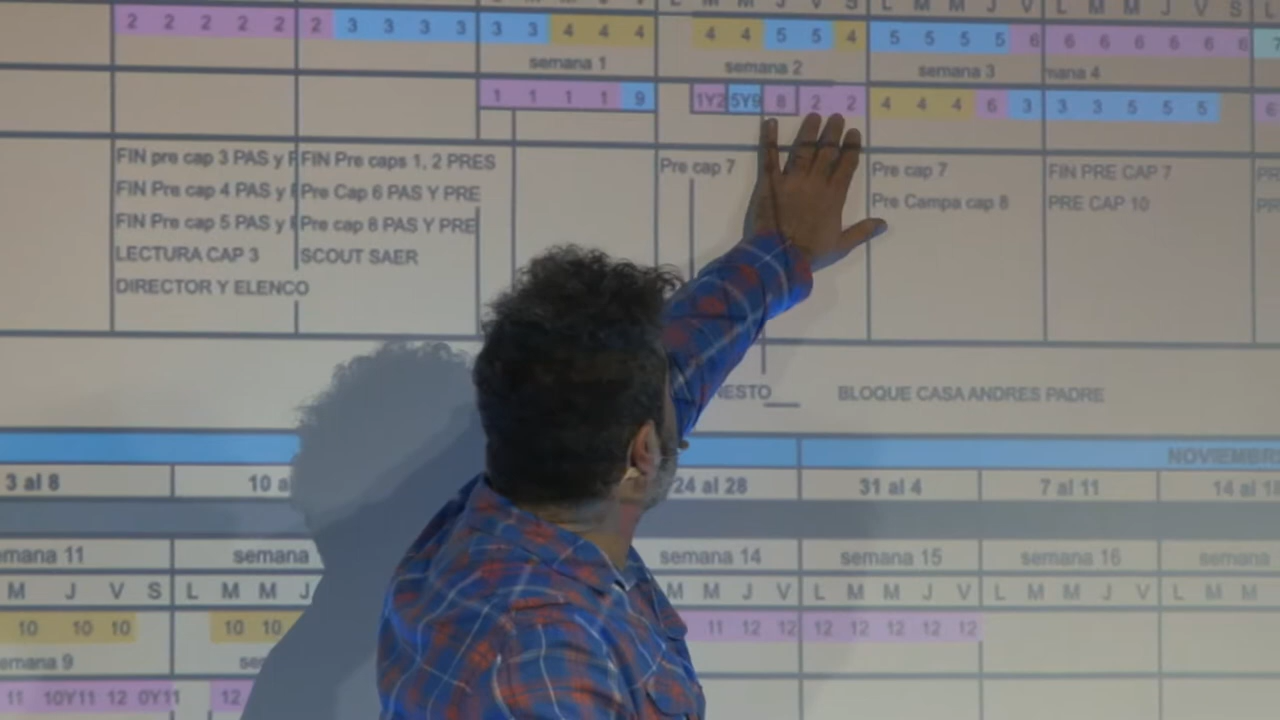 L M M J V S L M M J V L M M J V S L
2 2 2 2 2 2 3 3 3 3 3 3 4 4 4 4 4 5 5 4 5 5 5 5 6 6 6 6 6 6 6 7
semana 1 semana 2 semana 3 mana 4
1 1 1 1 9 1Y2 5Y9 8 2 2 4 4 4 6 3 3 3 5 5 5 6
FIN pre cap 3 PAS y FIN Pre caps 1, 2 PRES Pre cap 7 Pre cap 7 FIN PRE CAP 7
FIN Pre cap 4 PAS y Pre Cap 6 PAS Y PRE Pre Campa cap 8 PRE CAP 10
FIN Pre cap 5 PAS y Pre cap 8 PAS Y PRE
LECTURA CAP 3 SCOUT SAER
DIRECTOR Y ELENCO
NESTO__ BLOQUE CASA ANDRES PADRE
NOVIEMBRE
3 al 8 10 al 24 al 28 31 al 4 7 al 11 14 al 18
emana 11 semana semana 14 semana 15 semana 16 semana
M J V S L M M J M M J V L M M J V L M M J V L M M
10 10 10 10 10 11 12 12 12 12 12 12 12
emana 9 se
11 10Y11 12 0Y11 12